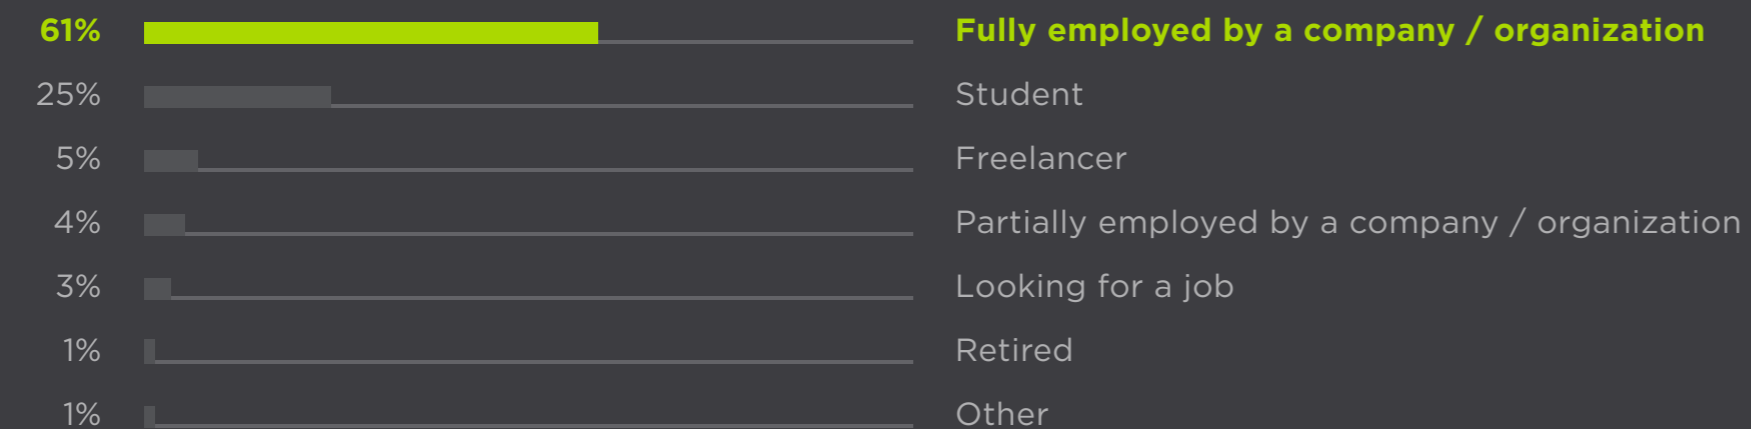 61% Fully employed by a company / organization
25% Student
5% Freelancer
4% Partially employed by a company / organization
3% Looking for a job
1% Retired
1% Other